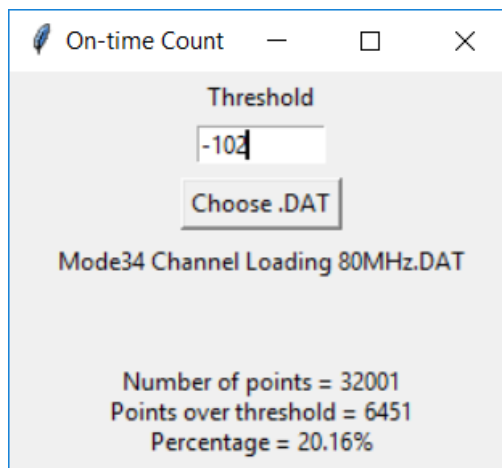 On-time Count
Threshold
-102
Choose .DAT
Mode34 Channel Loading 80MHz.DAT
Number of points = 32001
Points over threshold = 6451
Percentage = 20.16%